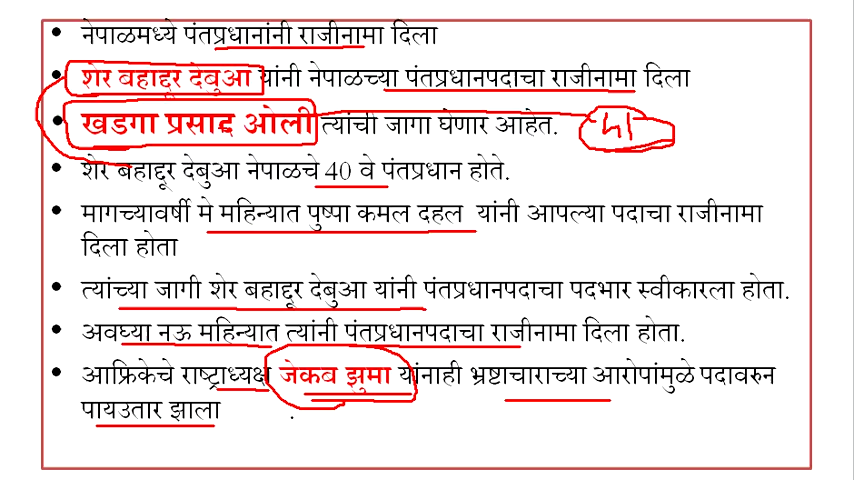 नेपाळमध्ये पंतप्रधानांनी राजीनामा दिला
शेर बहाद्दूर देबुआ यांनी नेपाळच्या पंतप्रधानपदाचा राजीनामा दिला
खडगा प्रसाद ओली त्यांची जागा घेणार आहेत.
शेर बहाद्दूर देबुआ नेपाळचे 40 वे पंतप्रधान होते.
मागच्यावर्षी मे महिन्यात पुष्पा कमल दहल यांनी आपल्या पदाचा राजीनामा
दिला होता
त्यांच्या जागी शेर बहाद्दूर देबुआ यांनी पंतप्रधानपदाचा पदभार स्वीकारला होता.
अवघ्या नऊ महिन्यात त्यांनी पंतप्रधानपदाचा राजीनामा दिला होता.
आफ्रिकेचे राष्ट्राध्यक्ष जेकब झुमा यांनाही भ्रष्टाचाराच्या आरोपांमुळे पदावरुन
पायउतार झाला